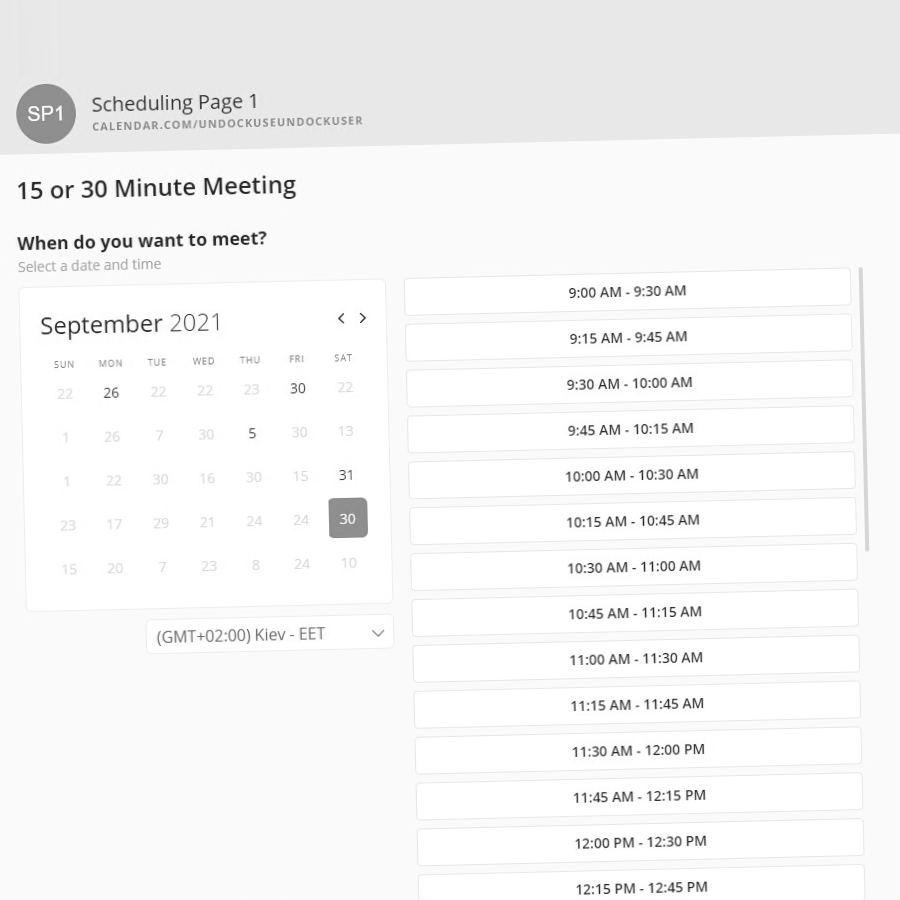 SP1
Scheduling Page 1
CALENDAR.COM/UNDOCKUSEUNDOCKUSER
15 or 30 Minute Meeting
When do you want to meet?
Select a date and time
September 2021
SUN MON TUE WED THU FRI SAT
22 26 22 22 23 30 22
1 26 7 30 5 30 13
1 22 30 16 30 15 31
23 17 29 21 24 24 30
15 20 7 23 8 24 10
(GMT+02:00) Kiev - EET
9:00 AM - 9:30 AM
9:15 AM - 9:45 AM
9:30 AM - 10:00 AM
9:45 AM - 10:15 AM
10:00 AM - 10:30 AM
10:15 AM - 10:45 AM
10:30 AM - 11:00 AM
10:45 AM - 11:15 AM
11:00 AM - 11:30 AM
11:15 AM - 11:45 AM
11:30 AM - 12:00 PM
11:45 AM - 12:15 PM
12:00 PM - 12:30 PM
12:15 PM - 12:45 PM